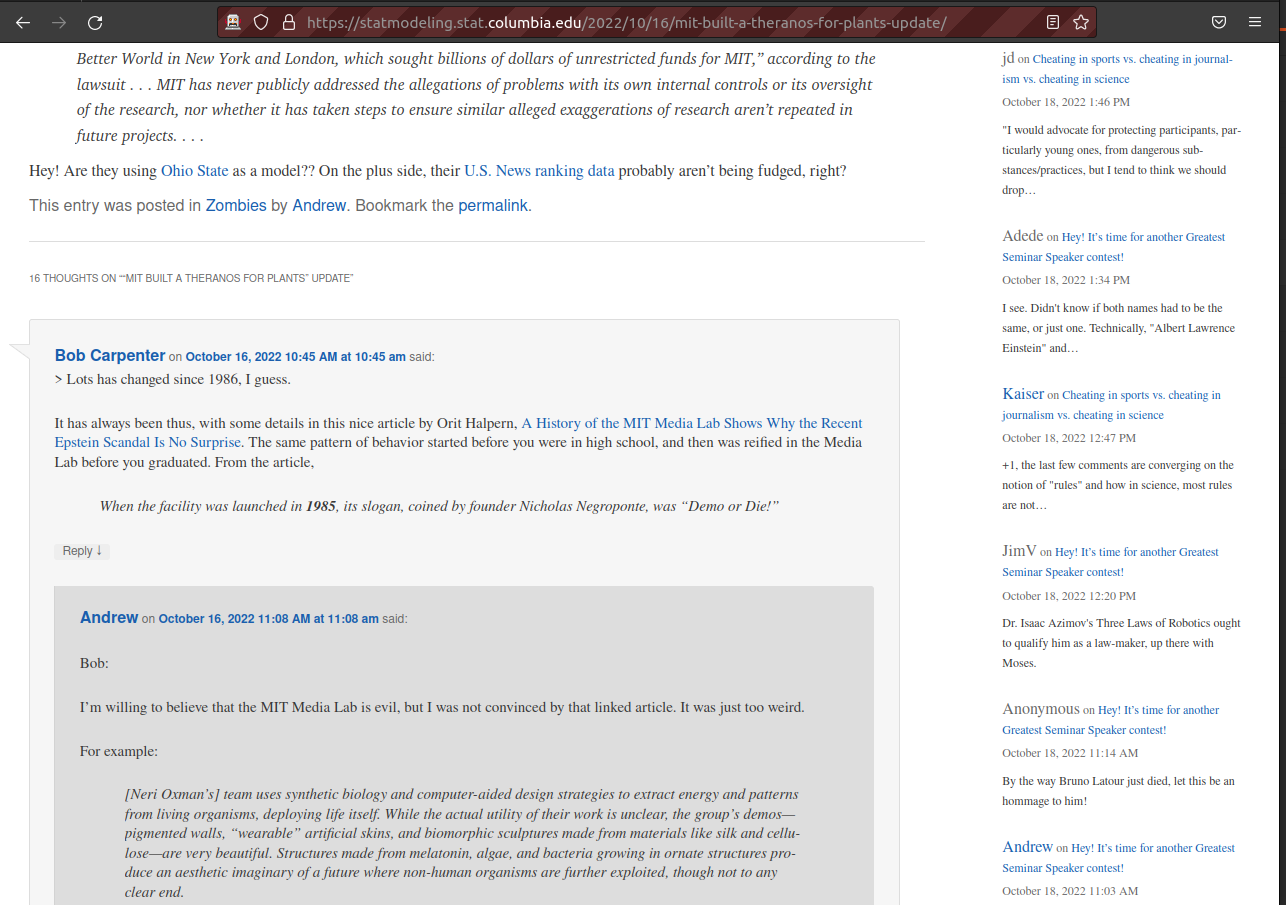 https://statmodeling.stat.columbia.edu/2022/10/16/mit-built-a-theranos-for-plants-update/
Better World in New York and London, which sought billions of dollars of unrestricted funds for MIT,” according to the
lawsuit . . . MIT has never publicly addressed the allegations of problems with its own internal controls or its oversight
of the research, nor whether it has taken steps to ensure similar alleged exaggerations of research aren’t repeated in
future projects. . . .
Hey! Are they using Ohio State as a model?? On the plus side, their U.S. News ranking data probably aren’t being fudged, right?
This entry was posted in Zombies by Andrew. Bookmark the permalink.
16 THOUGHTS ON “‘‘MIT BUILT A THERANOS FOR PLANTS” UPDATE”
Bob Carpenter on October 16, 2022 10:45 AM at 10:45 am said:
> Lots has changed since 1986, I guess.
It has always been thus, with some details in this nice article by Orit Halpern, A History of the MIT Media Lab Shows Why the Recent
Epstein Scandal Is No Surprise. The same pattern of behavior started before you were in high school, and then was reified in the Media
Lab before you graduated. From the article,
When the facility was launched in 1985, its slogan, coined by founder Nicholas Negroponte, was “Demo or Die!”
Reply ↓
Andrew on October 16, 2022 11:08 AM at 11:08 am said:
Bob:
I’m willing to believe that the MIT Media Lab is evil, but I was not convinced by that linked article. It was just too weird.
For example:
[Neri Oxman’s] team uses synthetic biology and computer-aided design strategies to extract energy and patterns
from living organisms, deploying life itself. While the actual utility of their work is unclear, the group’s demos—
pigmented walls, “wearable” artificial skins, and biomorphic sculptures made from materials like silk and cellu-
lose—are very beautiful. Structures made from melatonin, algae, and bacteria growing in ornate structures pro-
duce an aesthetic imaginary of a future where non-human organisms are further exploited, though not to any
clear end.
jd on Cheating in sports vs. cheating in journal-
ism vs. cheating in science
October 18, 2022 1:46 PM
"I would advocate for protecting participants, par-
ticularly young ones, from dangerous sub-
stances/practices, but I tend to think we should
drop…
Adede on Hey! It’s time for another Greatest
Seminar Speaker contest!
October 18, 2022 1:34 PM
I see. Didn't know if both names had to be the
same, or just one. Technically, "Albert Lawrence
Einstein" and…
Kaiser on Cheating in sports vs. cheating in
journalism vs. cheating in science
October 18, 2022 12:47 PM
+1, the last few comments are converging on the
notion of "rules" and how in science, most rules
are not…
JimV on Hey! It’s time for another Greatest
Seminar Speaker contest!
October 18, 2022 12:20 PM
Dr. Isaac Azimov's Three Laws of Robotics ought
to qualify him as a law-maker, up there with
Moses.
Anonymous on Hey! It’s time for another
Greatest Seminar Speaker contest!
October 18, 2022 11:14 AM
By the way Bruno Latour just died, let this be an
hommage to him!
Andrew on Hey! It’s time for another Greatest
Seminar Speaker contest!
October 18, 2022 11:03 AM